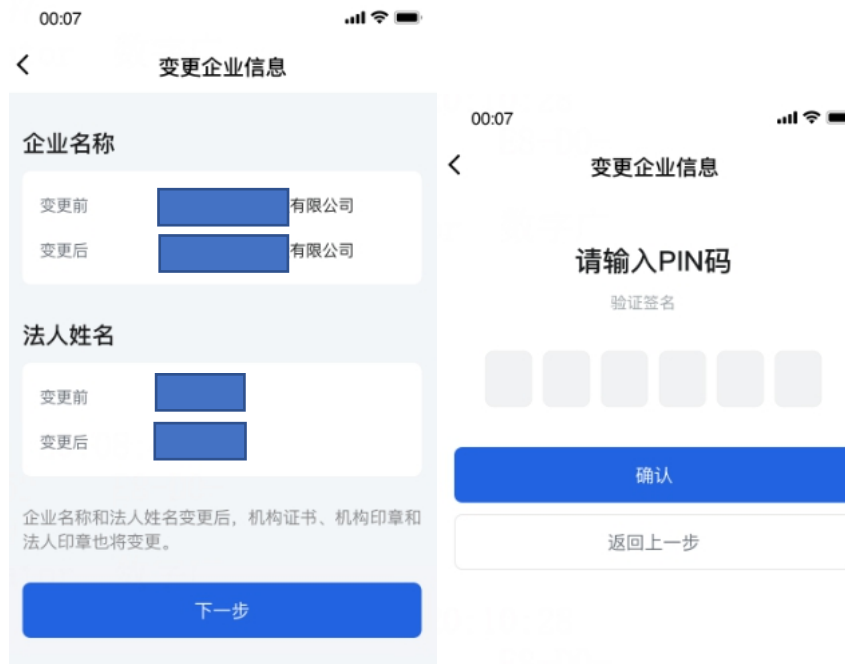 00:07
变更企业信息
企业名称
变更前 有限公司
变更后 有限公司
法人姓名
变更前
变更后
企业名称和法人姓名变更后，机构证书、机构印章和
法人印章也将变更。
下一步
00:07
变更企业信息
请输入PIN码
验证签名
确认
返回上一步